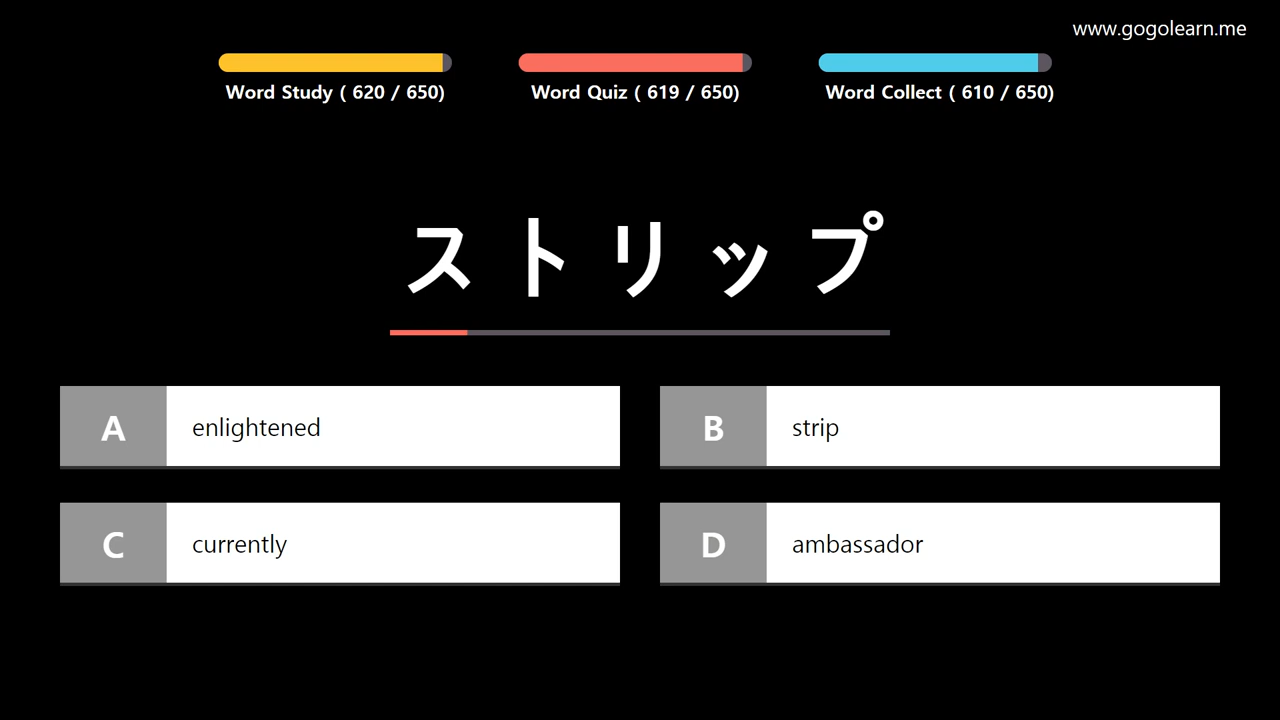 www.gogolearn.me
Word Study ( 620 / 650)
Word Quiz ( 619 / 650)
Word Collect ( 610 / 650)
ストリップ
A enlightened
B strip
C currently
D ambassador